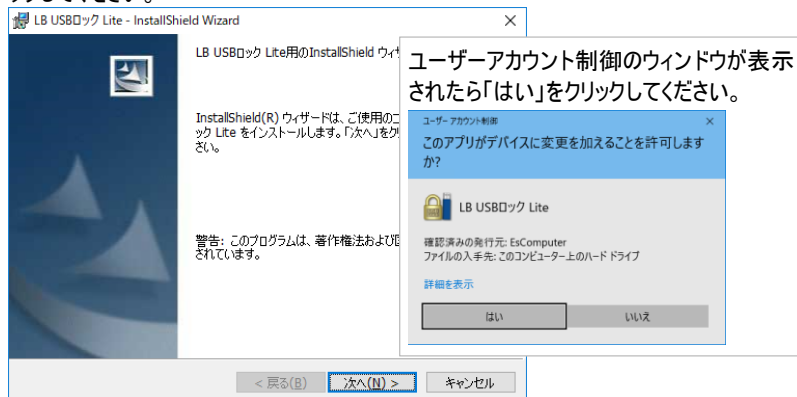 LB USBロック Lite - InstallShield Wizard
LB USBロック Lite用のInstallShield ウィ
InstallShield(R) ウィザードは、ご使用の
ック Lite をインストールします。「次へ」を
さい。
警告: このプログラムは、著作権法および
されています。
< 戻る(B)
次へ(N) >
キャンセル
ユーザーアカウント制御のウィンドウが表示
されたら「はい」をクリックしてください。
ユーザー アカウント制御
このアプリがデバイスに変更を加えることを許可します
か?
LB USBロック Lite
確認済みの発行元: EsComputer
ファイルの入手先: このコンピューター上のハード ドライブ
詳細を表示
はい
いいえ